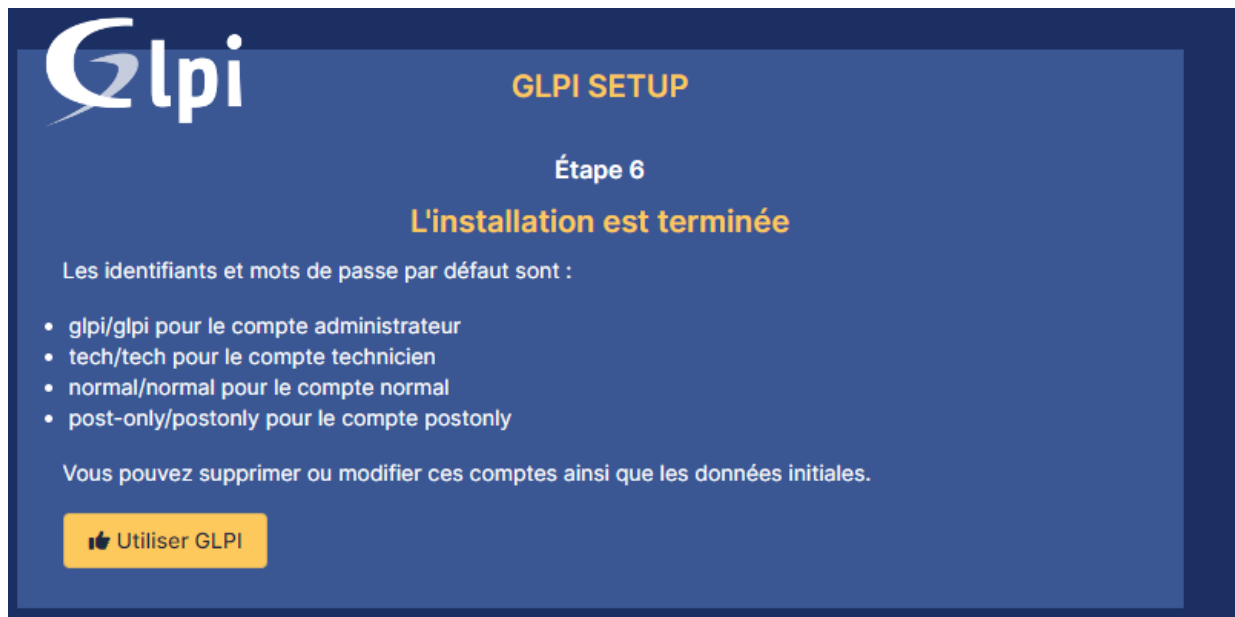 Glpi
GLPI SETUP
Étape 6
L'installation est terminée
Les identifiants et mots de passe par défaut sont :
• glpi/glpi pour le compte administrateur
• tech/tech pour le compte technicien
• normal/normal pour le compte normal
• post-only/postonly pour le compte postonly
Vous pouvez supprimer ou modifier ces comptes ainsi que les données initiales.
Utiliser GLPI